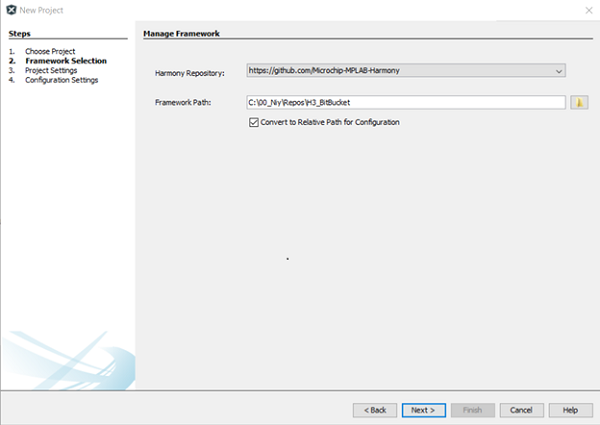 New Project
Steps
1. Choose Project
2. Framework Selection
3. Project Settings
4. Configuration Settings
Manage Framework
Harmony Repository: https://github.com/Microchip-MPLAB-Harmony
Framework Path: C:\00_Niy\Repos\H3_BitBucket
Convert to Relative Path for Configuration
< Back Next > Finish Cancel Help